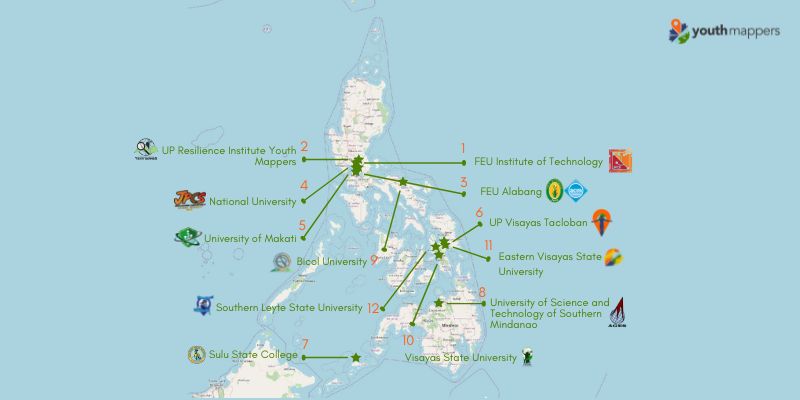 youthmappers
2
UP Resilience Institute Youth
Mappers
1
FEU Institute of Technology
4
National University
3
FEU Alabang
5
University of Makati
6
UP Visayas Tacloban
Bicol University
9
11
Eastern Visayas State
University
Southern Leyte State University
12
8
University of Science and
Technology of Southern
Mindanao
7
Sulu State College
10
Visayas State University
JPCS
Mindanao